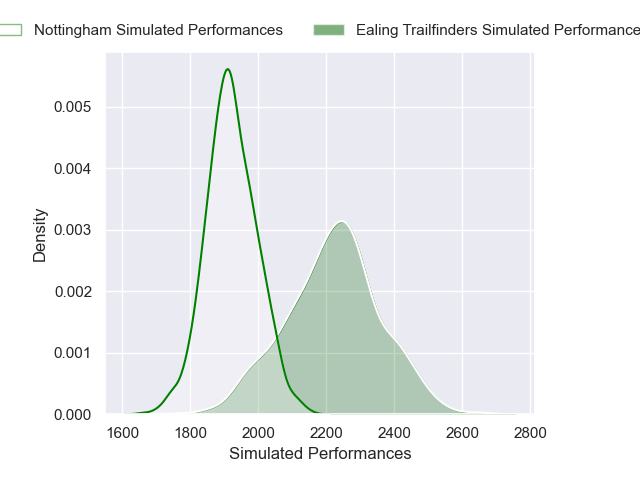 Nottingham Simulated Performances
Ealing Trailfinders Simulated Performance
0.005
0.004
0.003
0.002
0.001
0.000
Density
1600 1800 2000 2200 2400 2600 2800
Simulated Performances